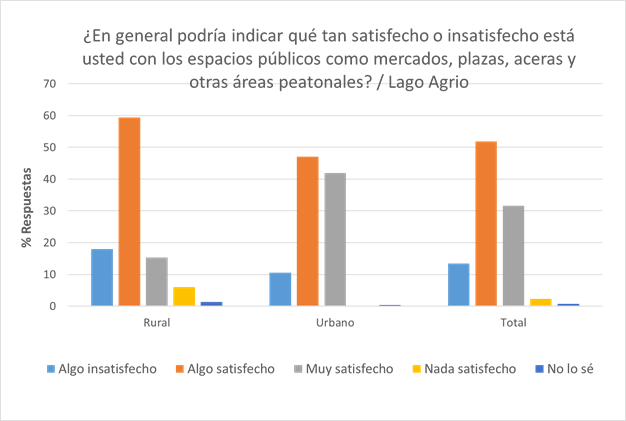 ¿En general podría indicar qué tan satisfecho o insatisfecho está
usted con los espacios públicos como mercados, plazas, aceras y
otras áreas peatonales? / Lago Agrio
% Respuestas
70
60
50
40
30
20
10
0
Rural
Urbano
Total
Algo insatisfecho
Algo satisfecho
Muy satisfecho
Nada satisfecho
No lo sé